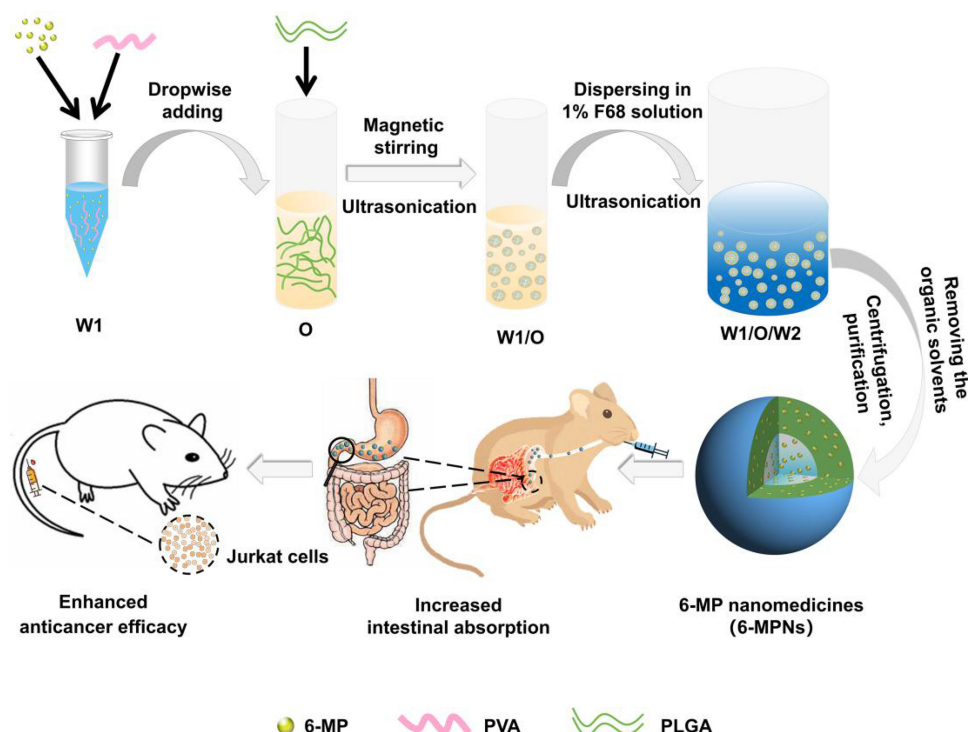 Dropwise
adding
Magnetic
stirring
Ultrasonication
Dispersing in
1% F68 solution
Ultrasonication
W1
O
W1/O
W1/O/W2
Removing the
organic solvents
Centrifugation,
purification
Jurkat cells
Enhanced
anticancer efficacy
Increased
intestinal absorption
6-MP nanomedicines
(6-MPNs)
6-MP
PVA
PLGA